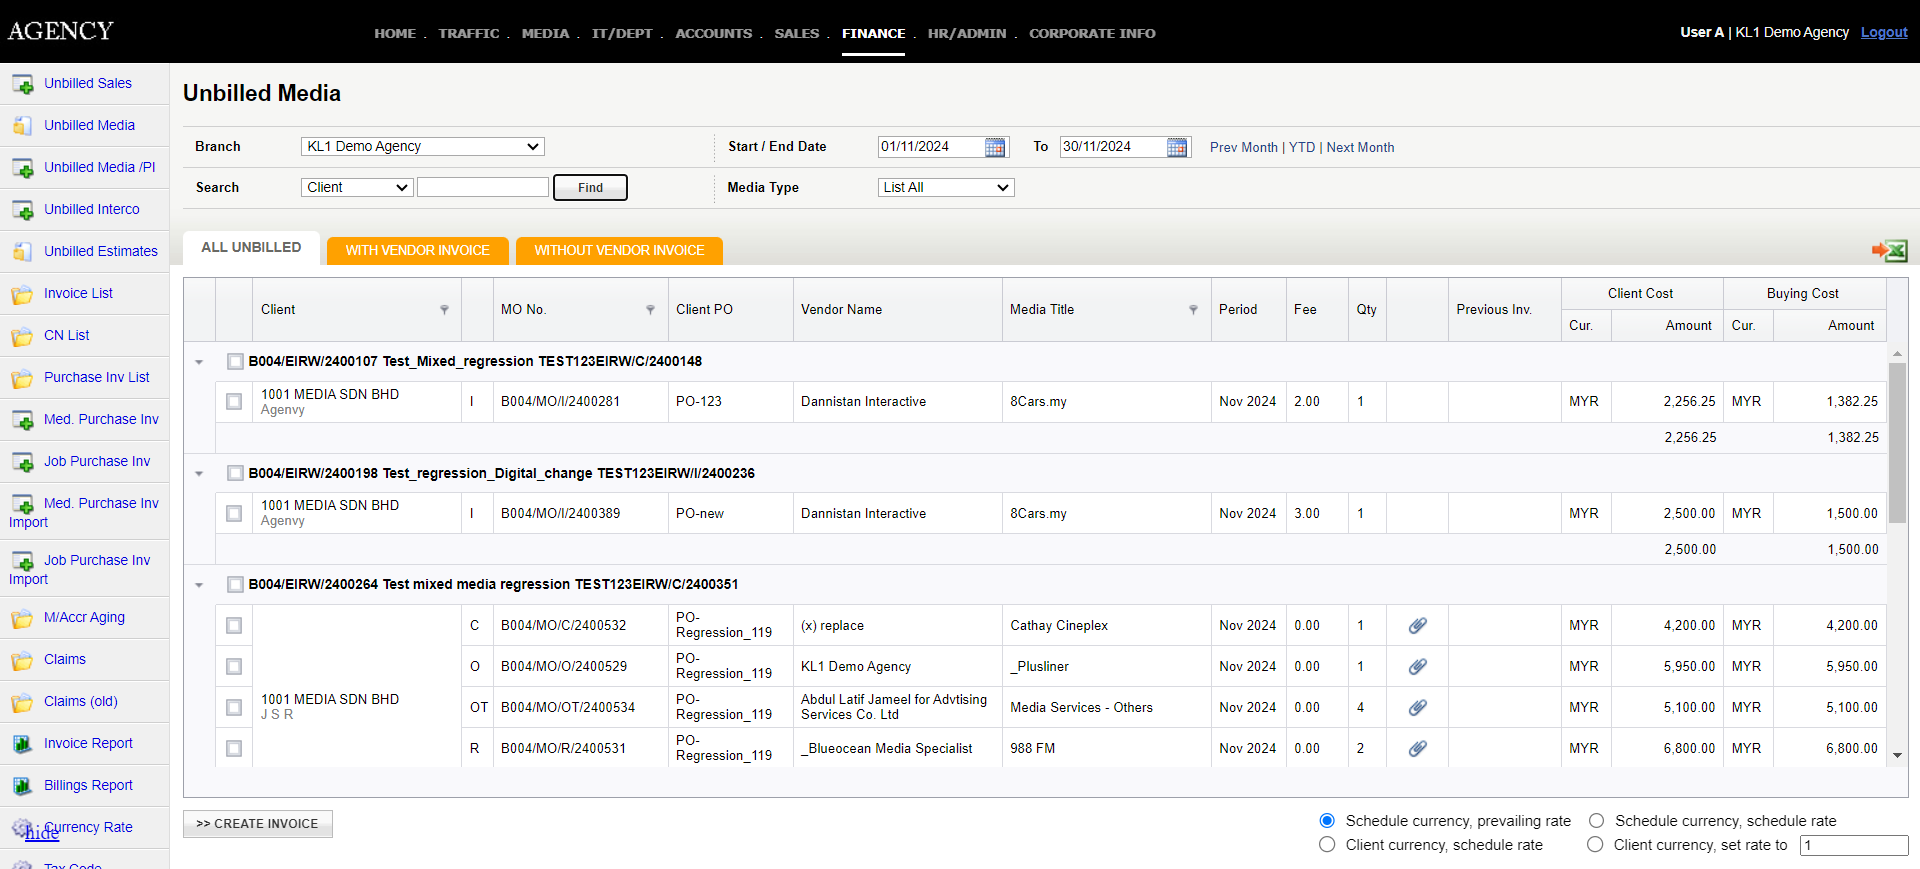 AGENCY
HOME . TRAFFIC . MEDIA . IT/DEPT . ACCOUNTS . SALES . FINANCE . HR/ADMIN . CORPORATE INFO
User A | KL1 Demo Agency Logout
Unbilled Sales
Unbilled Media
Unbilled Media /PI
Unbilled Interco
Unbilled Estimates
Invoice List
CN List
Purchase Inv List
Med. Purchase Inv
Job Purchase Inv
Med. Purchase Inv
Import
Job Purchase Inv
Import
M/Accr Aging
Claims
Claims (old)
Invoice Report
Billings Report
Currency Rate
hide
Tax Code
Unbilled Media
Branch KL1 Demo Agency Start / End Date 01/11/2024 To 30/11/2024 Prev Month | YTD | Next Month
Search Client Find Media Type List All
ALL UNBILLED WITH VENDOR INVOICE WITHOUT VENDOR INVOICE
Client MO No. Client PO Vendor Name Media Title Period Fee Qty Previous Inv. Client Cost Buying Cost
Cur. Amount Cur. Amount
B004/EIRW/2400107 Test_Mixed_regression TEST123EIRW/C/2400148
1001 MEDIA SDN BHD
Agenvy
I B004/MO/I/2400281 PO-123 Dannistan Interactive 8Cars.my Nov 2024 2.00 1 MYR 2,256.25 MYR 1,382.25
2,256.25 1,382.25
B004/EIRW/2400198 Test_regression_Digital_change TEST123EIRW/I/2400236
1001 MEDIA SDN BHD
Agenvy
I B004/MO/I/2400389 PO-new Dannistan Interactive 8Cars.my Nov 2024 3.00 1 MYR 2,500.00 MYR 1,500.00
2,500.00 1,500.00
B004/EIRW/2400264 Test mixed media regression TEST123EIRW/C/2400351
1001 MEDIA SDN BHD
J S R
C B004/MO/C/2400532 PO-
Regression_119 (x) replace Cathay Cineplex Nov 2024 0.00 1 MYR 4,200.00 MYR 4,200.00
O B004/MO/O/2400529 PO-
Regression_119 KL1 Demo Agency _Plusliner Nov 2024 0.00 1 MYR 5,950.00 MYR 5,950.00
OT B004/MO/OT/2400534 PO-
Regression_119 Abdul Latif Jameel for Advtising
Services Co. Ltd Media Services - Others Nov 2024 0.00 4 MYR 5,100.00 MYR 5,100.00
R B004/MO/R/2400531 PO-
Regression_119 _Blueocean Media Specialist 988 FM Nov 2024 0.00 2 MYR 6,800.00 MYR 6,800.00
>> CREATE INVOICE
Schedule currency, prevailing rate Schedule currency, schedule rate
Client currency, schedule rate Client currency, set rate to 1